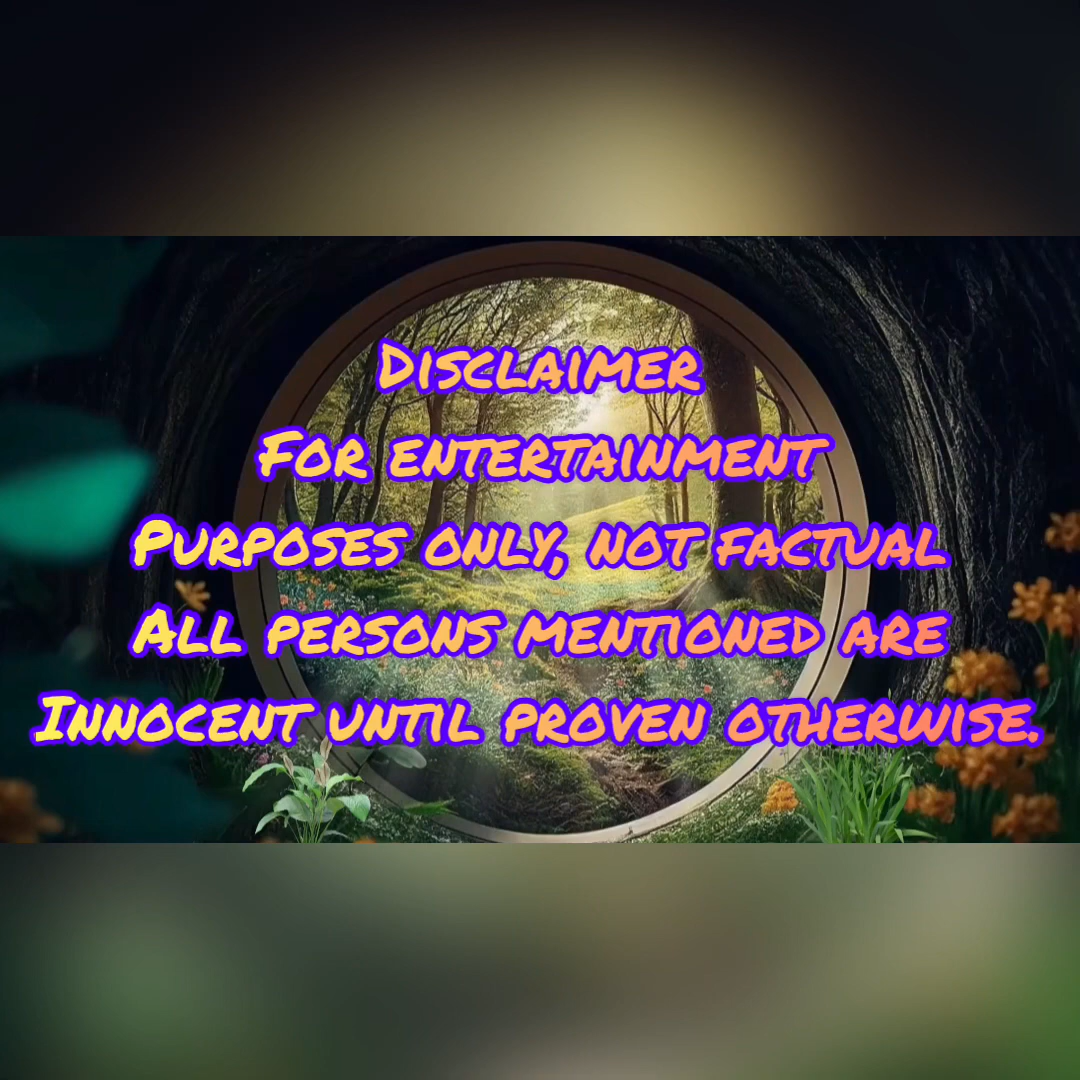 Disclaimer
For entertainment
Purposes only, not factual
All persons mentioned are
Innocent until proven otherwise.